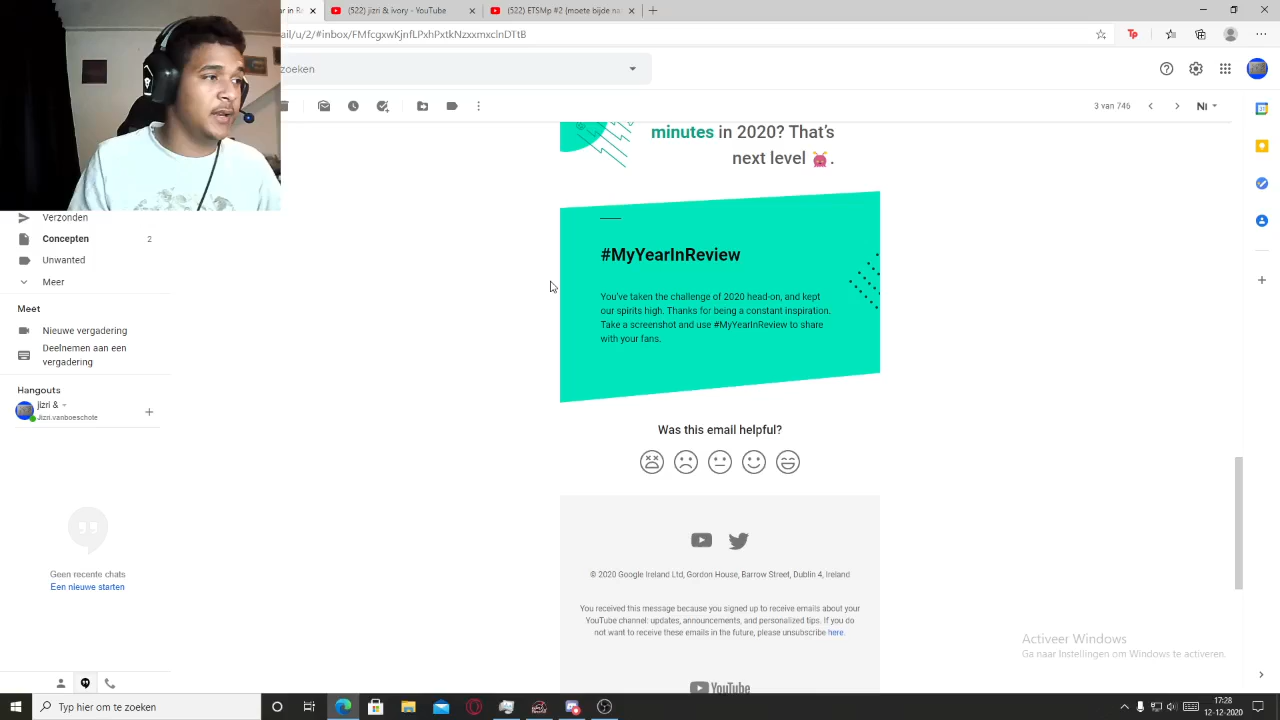 (522) YouTube
(522) YouTube
(522) ETSMp #2 (
ail/u/2/#inbox/FMfcgxwKjnfLPxhPxtkNzxxmxclnDTtB
zoeken
3 van 746
Ni
minutes in 2020? That's
next level
Verzonden
Concepten 2
Unwanted
Meer
Meet
Nieuwe vergadering
Deelnemen aan een
vergadering
Hangouts
jizri &
Jizri.vanboeschote
Geen recente chats
Een nieuwe starten
#MyYearInReview
You've taken the challenge of 2020 head-on, and kept
our spirits high. Thanks for being a constant inspiration.
Take a screenshot and use #MyYearInReview to share
with your fans.
Was this email helpful?
© 2020 Google Ireland Ltd, Gordon House, Barrow Street, Dublin 4, Ireland
You received this message because you signed up to receive emails about your
YouTube channel: updates, announcements, and personalized tips. If you do
not want to receive these emails in the future, please unsubscribe here.
YouTube
Activeer Windows
Ga naar Instellingen om Windows te activeren.
Typ hier om te zoeken
17:28
12-12-2020